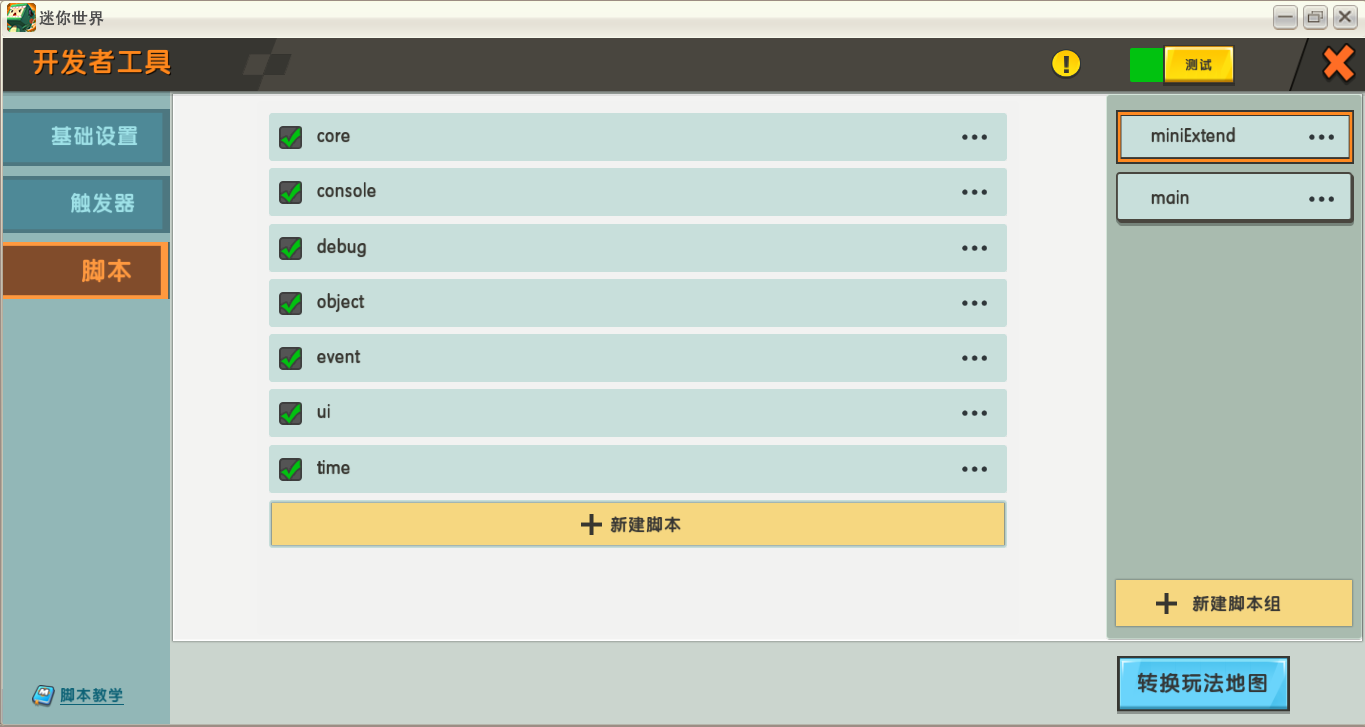 迷你世界
开发者工具
测试
基础设置
触发器
脚本
core
console
debug
object
event
ui
time
新建脚本
miniExtend
main
新建脚本组
脚本教学
转换玩法地图